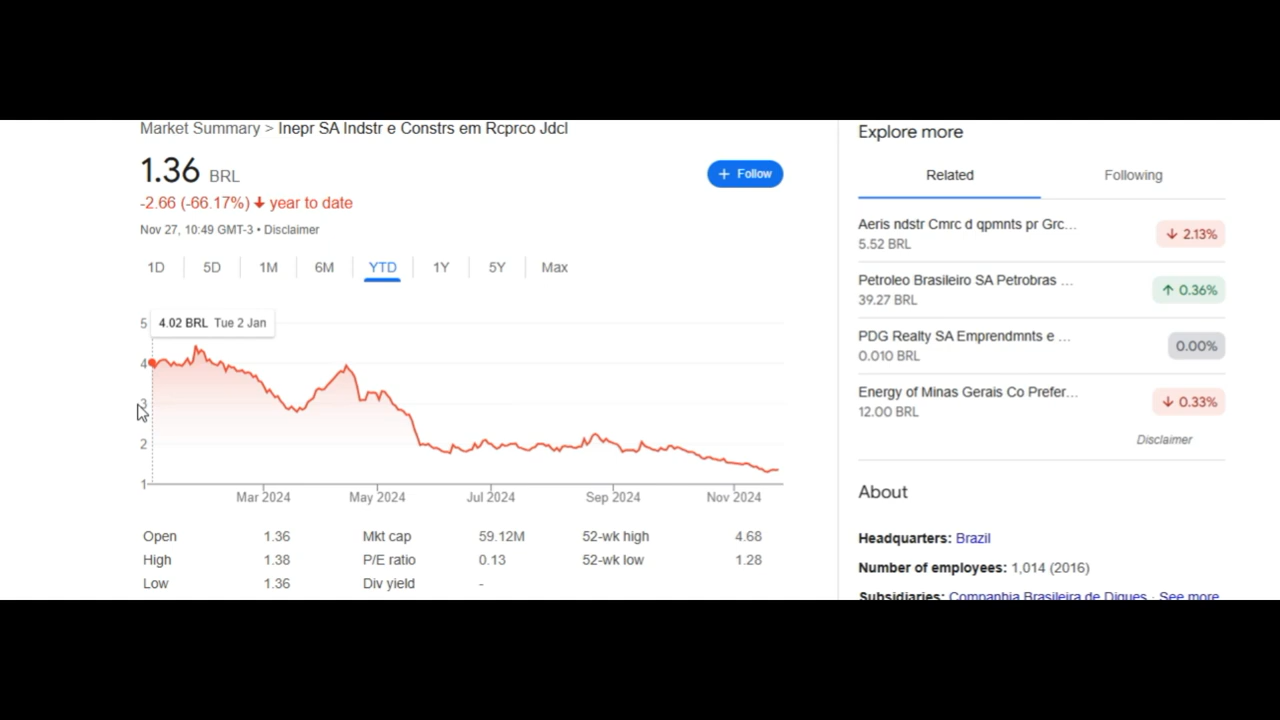 Market Summary > Inepr SA Indstr e Constrs em Rcprco Jdcl
1.36 BRL
+ Follow
-2.66 (-66.17%) ↓ year to date
Nov 27, 10:49 GMT-3 • Disclaimer
1D 5D 1M 6M YTD 1Y 5Y Max
4.02 BRL Tue 2 Jan
5
4
3
2
1
Mar 2024 May 2024 Jul 2024 Sep 2024 Nov 2024
Open 1.36 Mkt cap 59.12M 52-wk high 4.68
High 1.38 P/E ratio 0.13 52-wk low 1.28
Low 1.36 Div yield -
Explore more
Related Following
Aeris ndstr Cmrc d qpmnts pr Grc...
5.52 BRL
↓ 2.13%
Petroleo Brasileiro SA Petrobras ...
39.27 BRL
↑ 0.36%
PDG Realty SA Emprendmnts e ...
0.010 BRL
0.00%
Energy of Minas Gerais Co Prefer...
12.00 BRL
↓ 0.33%
Disclaimer
About
Headquarters: Brazil
Number of employees: 1,014 (2016)
Subsidiaries: Companhia Brasileira de Diques · See more